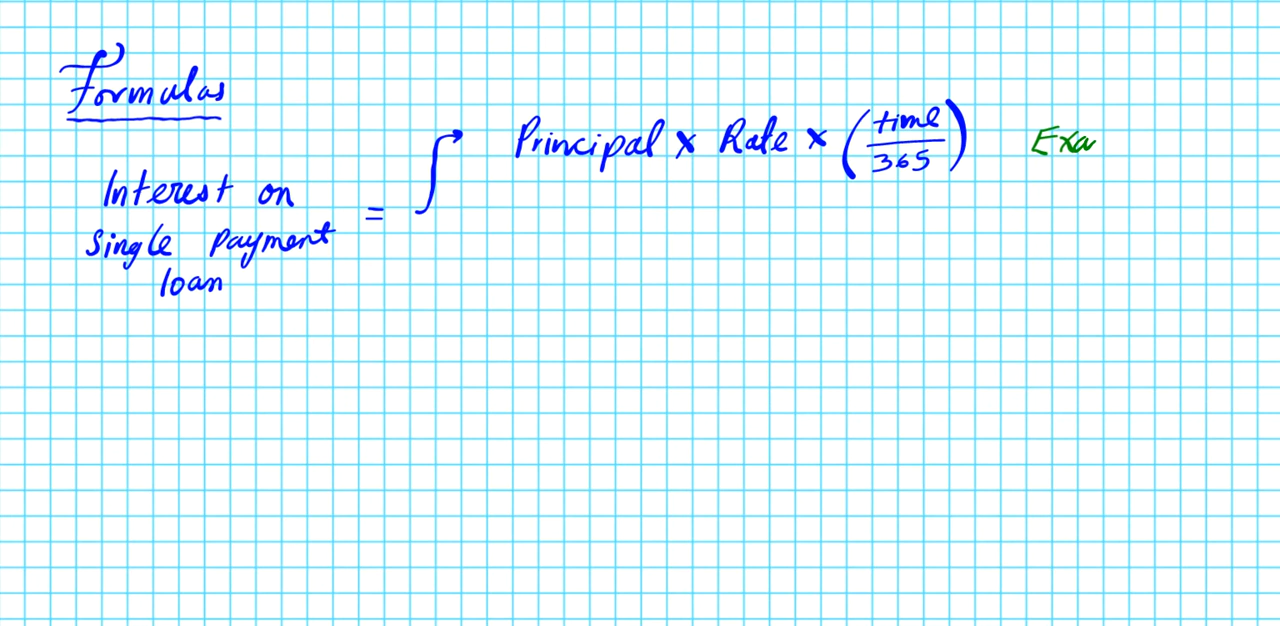 Formulas
Principal × Rate × (time/365) Exa
Interest on
single payment =
loan